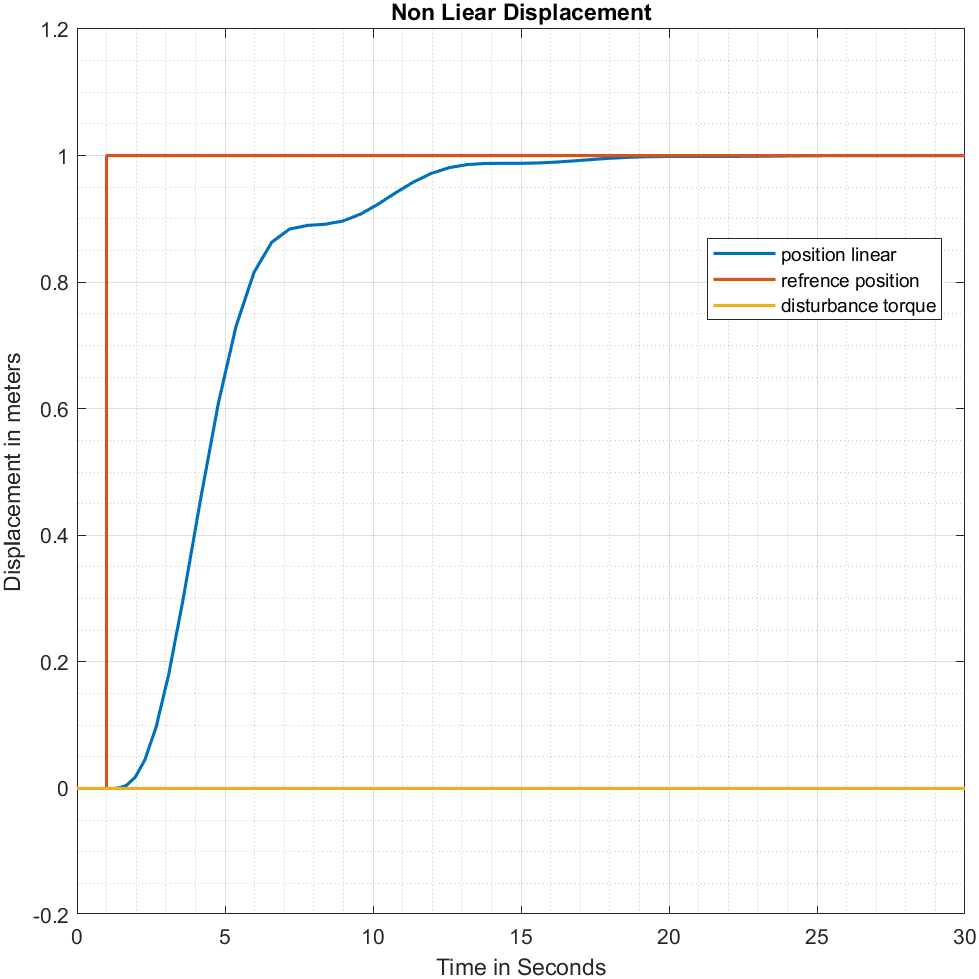 Non Liear Displacement
1.2
1
0.8
0.6
0.4
0.2
0
-0.2
Displacement in meters
position linear
refrence position
disturbance torque
0 5 10 15 20 25 30
Time in Seconds